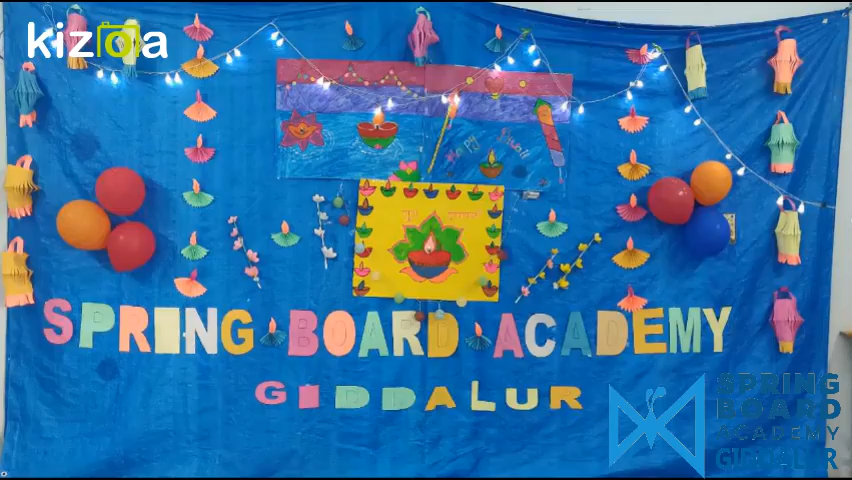 kizoa
SPRING BOARD ACADEMY
GIDDALUR
SPRING
BOARD
ACADEMY
GIDDALUR